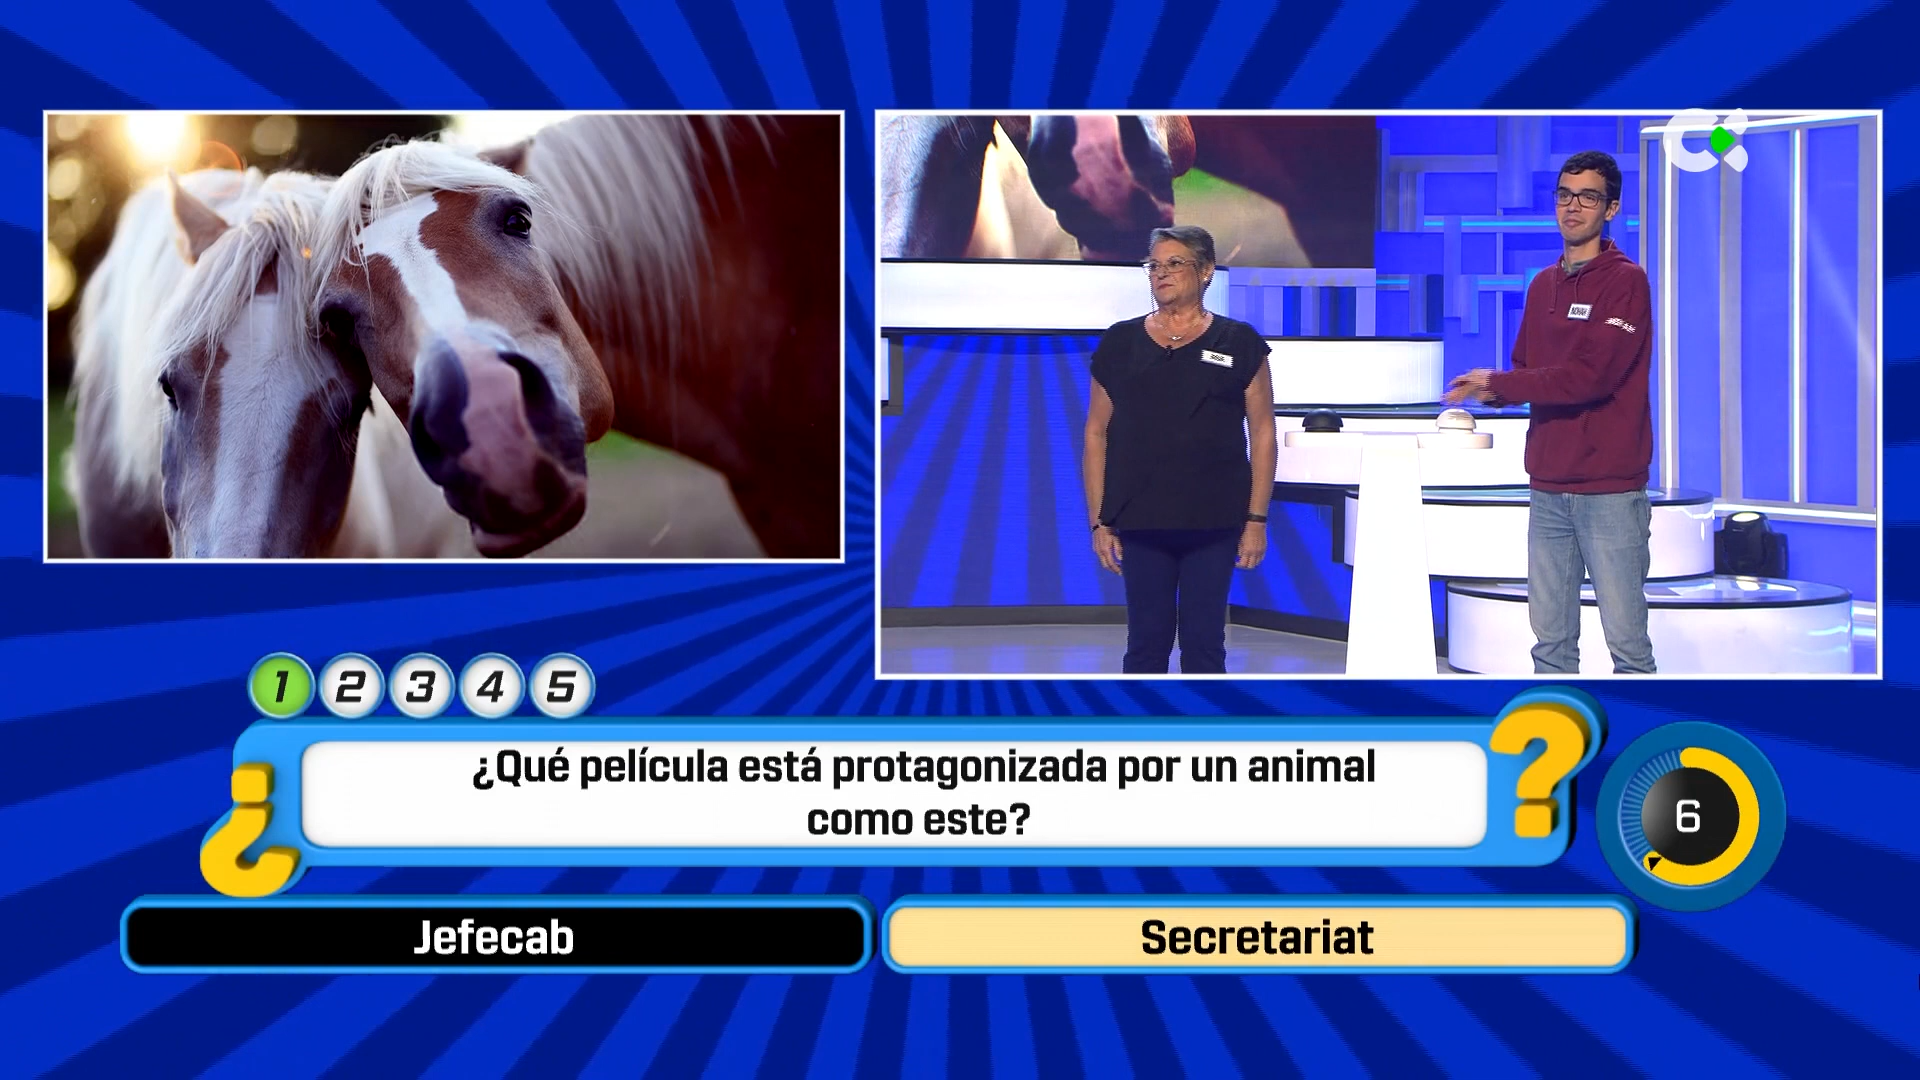 1 2 3 4 5
¿Qué película está protagonizada por un animal
como este?
6
Jefecab
Secretariat